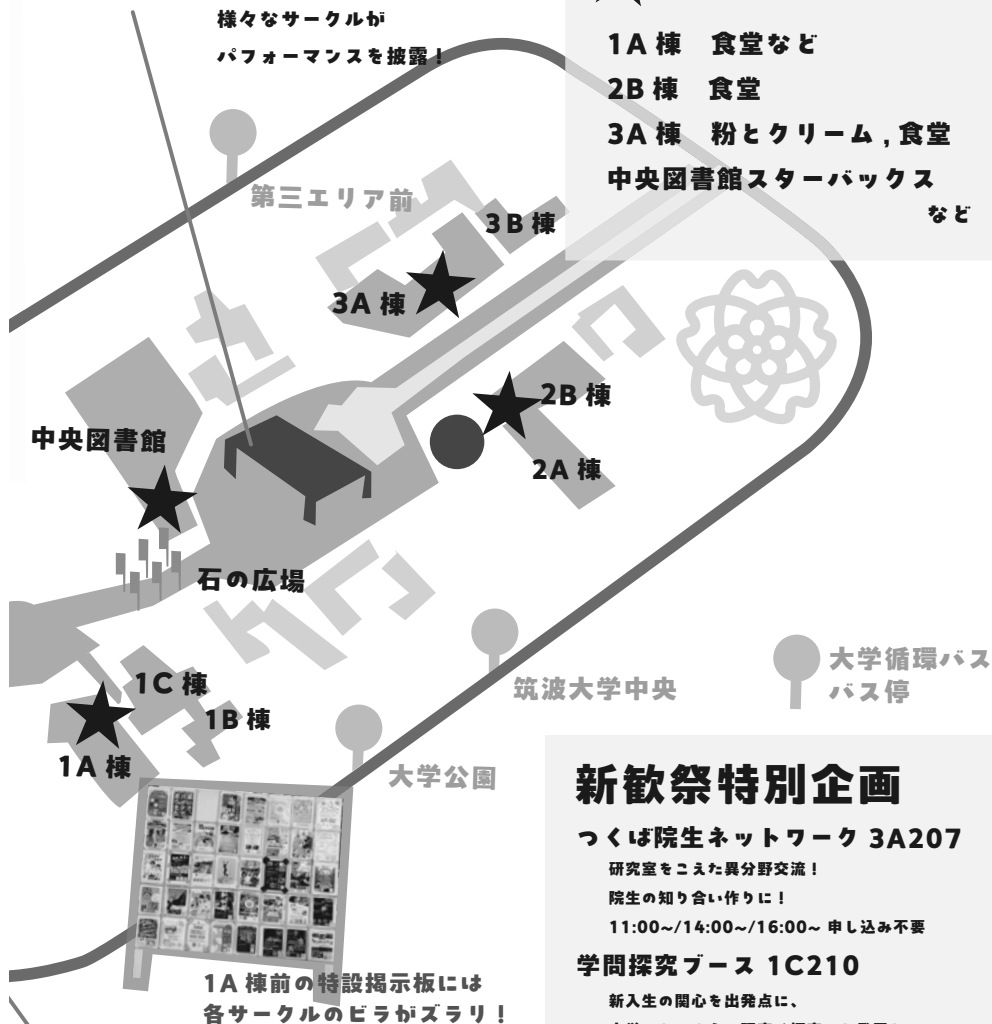 様々なサークルが
パフォーマンスを披露！
1A 棟　食堂など
2B 棟　食堂
3A 棟　粉とクリーム , 食堂
中央図書館スターバックス
など
第三エリア前
3B 棟
3A 棟
2B 棟
中央図書館
2A 棟
石の広場
大学循環バス
バス停
筑波大学中央
1C 棟
1B 棟
1A 棟
大学公園
新歓祭特別企画
つくば院生ネットワーク 3A207
研究室をこえた異分野交流！
院生の知り合い作りに！
11:00~/14:00~/16:00~ 申し込み不要
学問探究ブース 1C210
新入生の関心を出発点に、
1A 棟前の特設掲示板には
各サークルのビラがズラリ！